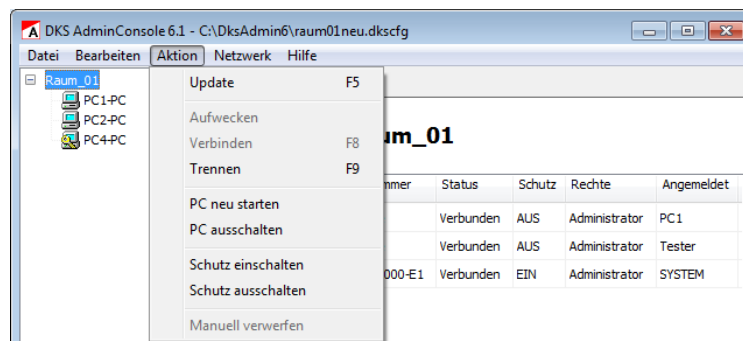 DKS AdminConsole 6.1 - C:\DksAdmin6\raum01neu.dkscfg
Datei Bearbeiten Aktion Netzwerk Hilfe
Raum_01
PC1-PC
PC2-PC
PC4-PC
Update F5
Aufwecken
Verbinden F8
Trennen F9
PC neu starten
PC ausschalten
Schutz einschalten
Schutz ausschalten
Manuell verwerfen
um_01
mmer Status Schutz Rechte Angemeldet
Verbunden AUS Administrator PC1
Verbunden AUS Administrator Tester
000-E1 Verbunden EIN Administrator SYSTEM